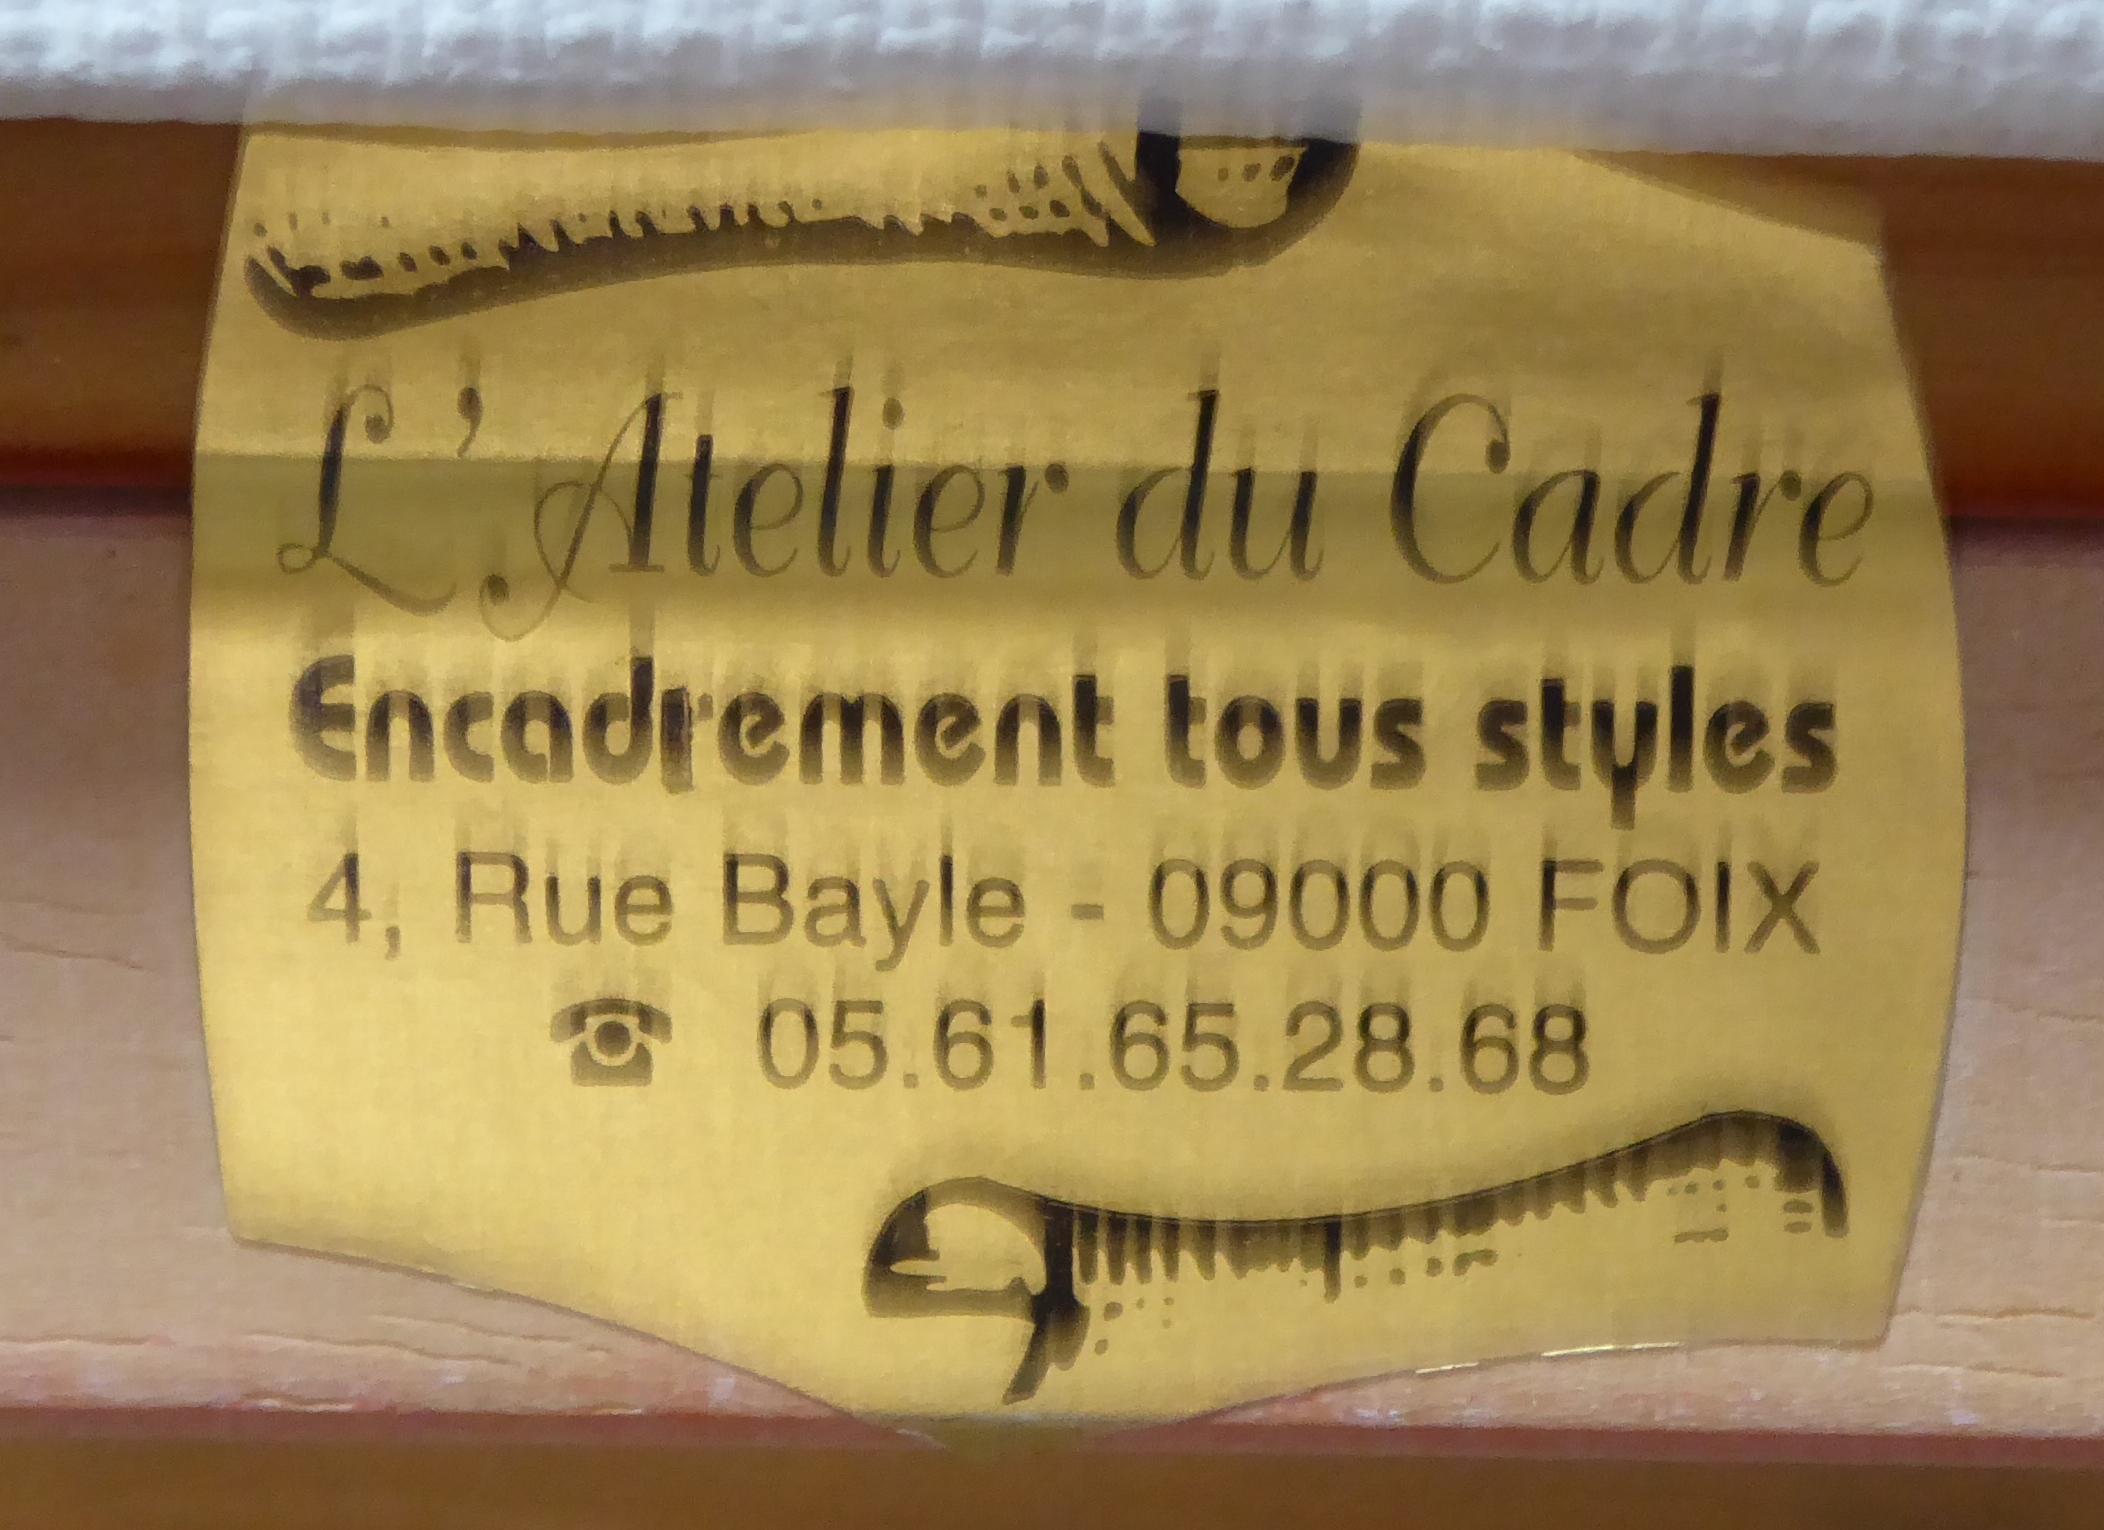 L'Atelier du Cadre
Encadrement tous styles
4, Rue Bayle - 09000 FOIX
☎ 05.61.65.28.68